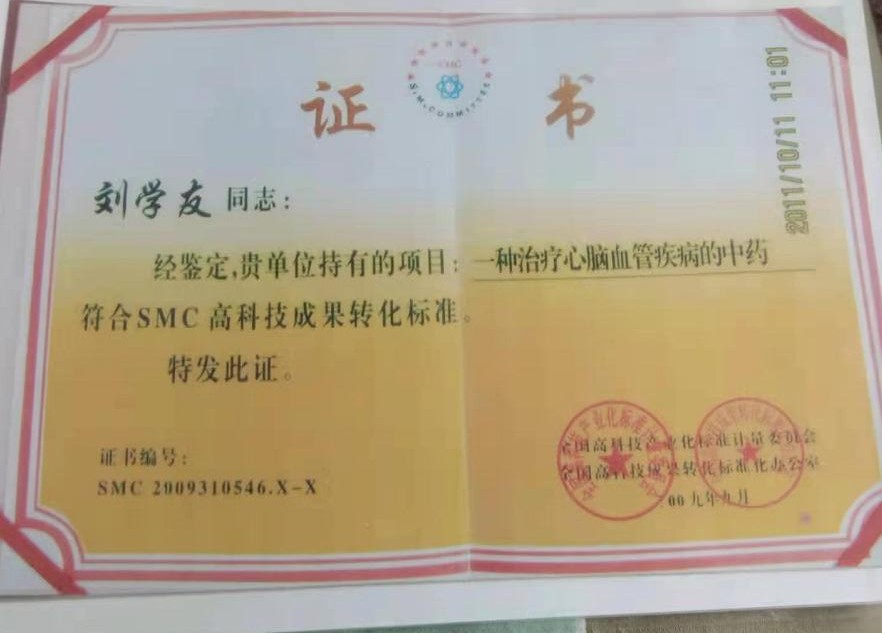 证 书
S.M.COMMITTEE
2011/10/11 11:01
刘学友 同志：
经鉴定,贵单位持有的项目：一种治疗心脑血管疾病的中药
符合SMC 高科技成果转化标准。
特发此证。
证书编号：
SMC 2009310546.X-X
全国高科技产业化标准计量委员会
全国高科技成果转化标准化办公室
00九年九月